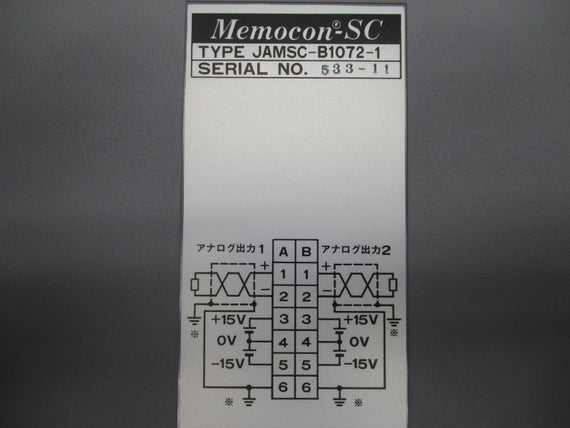 Memocon®-SC
TYPE JAMSC-B1072-1
SERIAL NO. 533-11
アナログ出力1 A B アナログ出力2
+ 1 1 +
− 2 2 −
+15V 3 3 +15V
※ ※
0V 4 4 0V
-15V 5 5 -15V
※ 6 6 ※